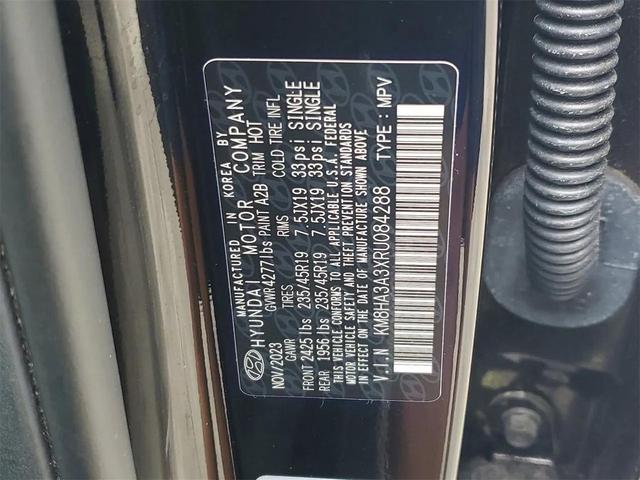 MANUFACTURED IN KOREA BY
HYUNDAI MOTOR COMPANY
NOV/2023 GVWR 4277lbs PAINT A2B TRIM HOT
GAWR TIRES RIMS COLD TIRE INFL
FRONT 2425 lbs 235/45R19 7.5JX19 33psi SINGLE
REAR 1956 lbs 235/45R19 7.5JX19 33psi SINGLE
THIS VEHICLE CONFORMS TO ALL APPLICABLE U.S.A. FEDERAL
MOTOR VEHICLE SAFETY, BUMPER, AND THEFT PREVENTION STANDARDS
IN EFFECT ON THE DATE OF MANUFACTURE SHOWN ABOVE
V.I.N KM8HA3A3XRU084288 TYPE : MPV